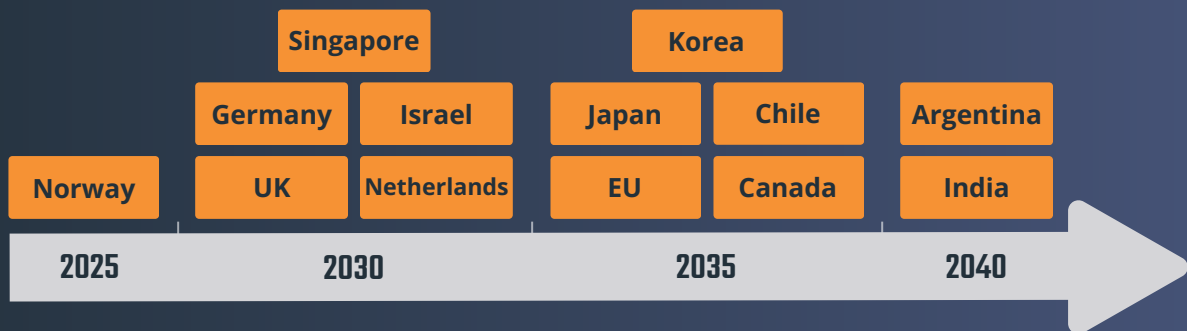 Singapore
Korea
Germany
Israel
Japan
Chile
Argentina
Norway
UK
Netherlands
EU
Canada
India
2025
2030
2035
2040